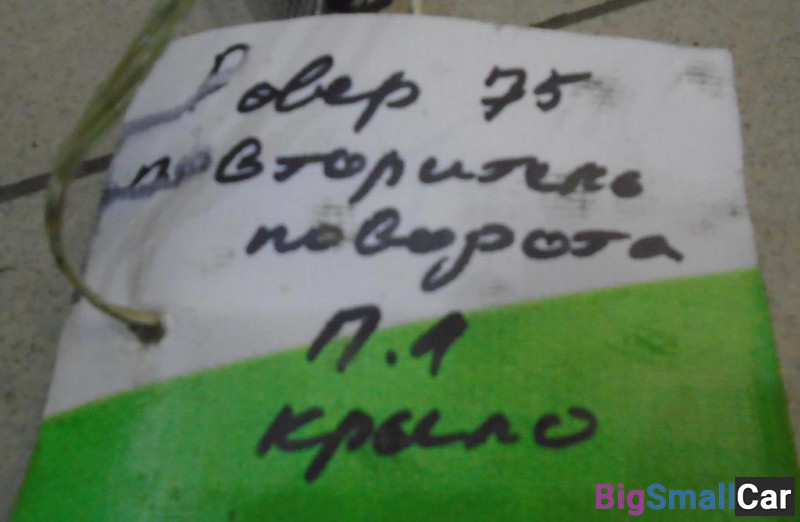 Ровер 75
повторитель
поворота
П.Я
крыло
BigSmallCar